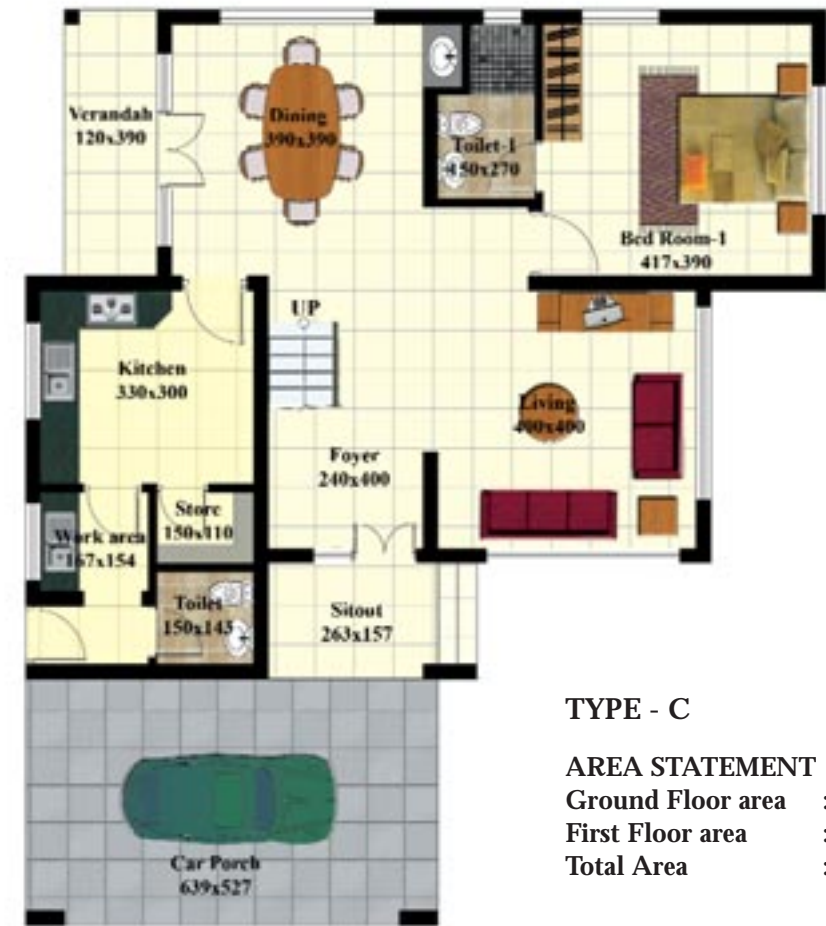 Verandah
120x390
Dining
390x390
Toilet-1
150x270
Bed Room-1
417x390
UP
Kitchen
330x300
Living
400x400
Foyer
240x400
Store
150x110
Work area
167x154
Toilet
150x143
Sitout
263x157
Car Porch
639x527
TYPE - C
AREA STATEMENT
Ground Floor area :
First Floor area :
Total Area :